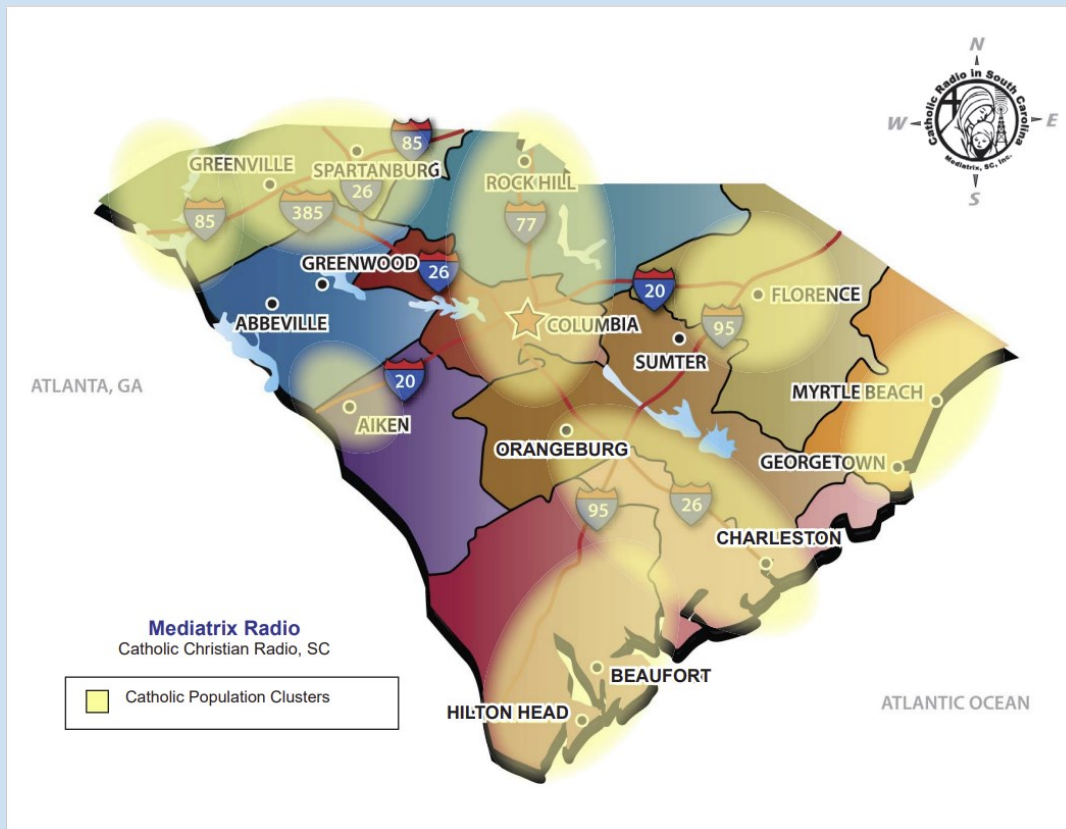 N
W
E
S
Catholic Radio in South Carolina
Mediatrix, SC, Inc.
85
GREENVILLE
SPARTANBURG
26
ROCK HILL
85
385
77
GREENWOOD
26
20
FLORENCE
ABBEVILLE
COLUMBIA
95
SUMTER
ATLANTA, GA
20
MYRTLE BEACH
AIKEN
ORANGEBURG
GEORGETOWN
95
26
CHARLESTON
Mediatrix Radio
Catholic Christian Radio, SC
Catholic Population Clusters
BEAUFORT
HILTON HEAD
ATLANTIC OCEAN